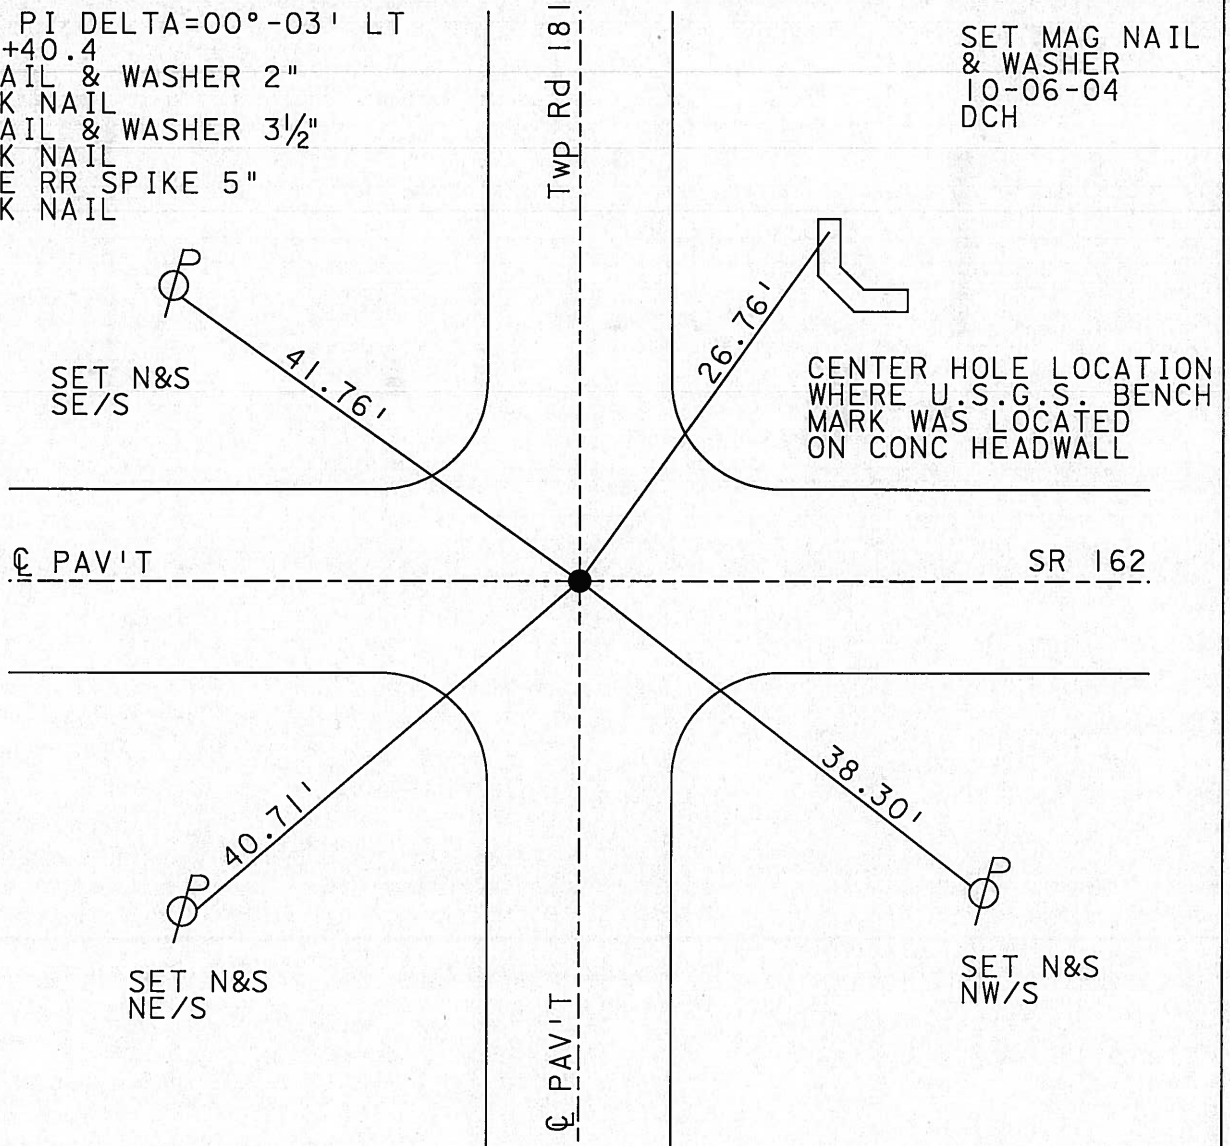 PI DELTA=00°-03' LT
+40.4
AIL & WASHER 2"
K NAIL
AIL & WASHER 3½"
K NAIL
E RR SPIKE 5"
K NAIL
Twp Rd 181
SET MAG NAIL
& WASHER
10-06-04
DCH
P
41.76'
SET N&S
SE/S
26.76'
CENTER HOLE LOCATION
WHERE U.S.G.S. BENCH
MARK WAS LOCATED
ON CONC HEADWALL
℄ PAV'T
SR 162
40.71'
P
SET N&S
NE/S
38.30'
P
SET N&S
NW/S
℄ PAV'T